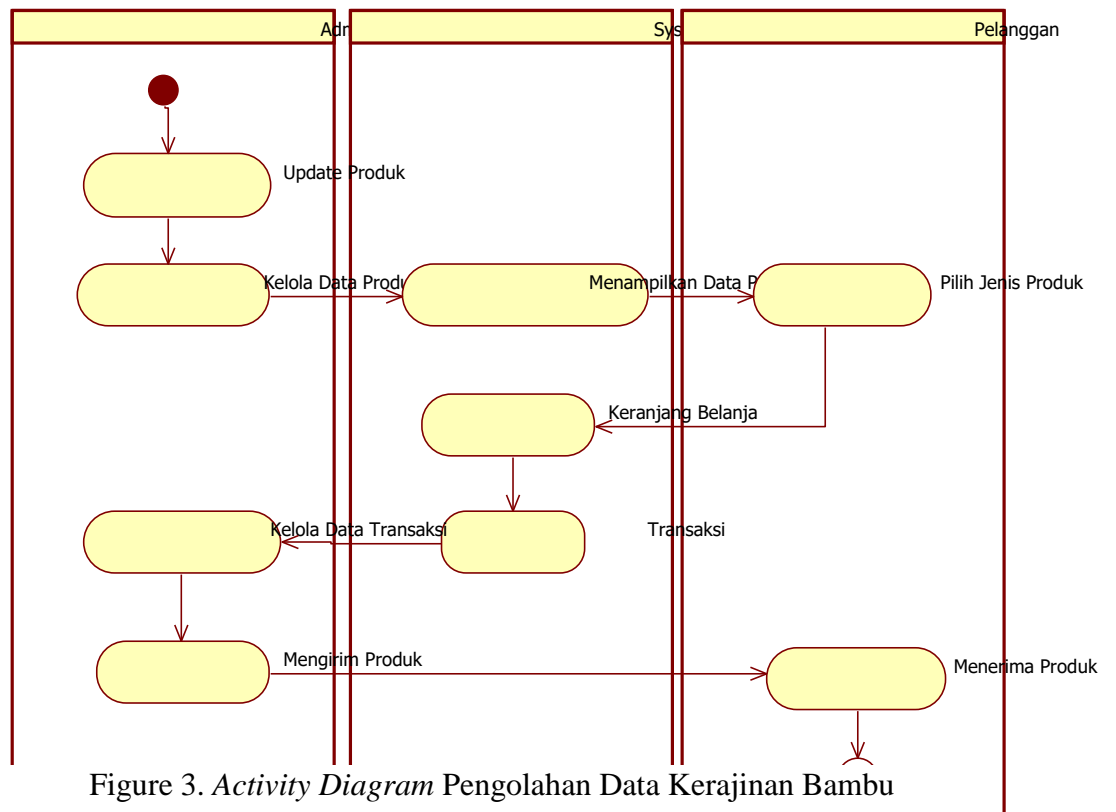 Adr
Sys
Pelanggan
Update Produk
Kelola Data Produ
Menampilkan Data P
Pilih Jenis Produk
Keranjang Belanja
Kelola Data Transaksi
Transaksi
Mengirim Produk
Menerima Produk
Figure 3. Activity Diagram Pengolahan Data Kerajinan Bambu